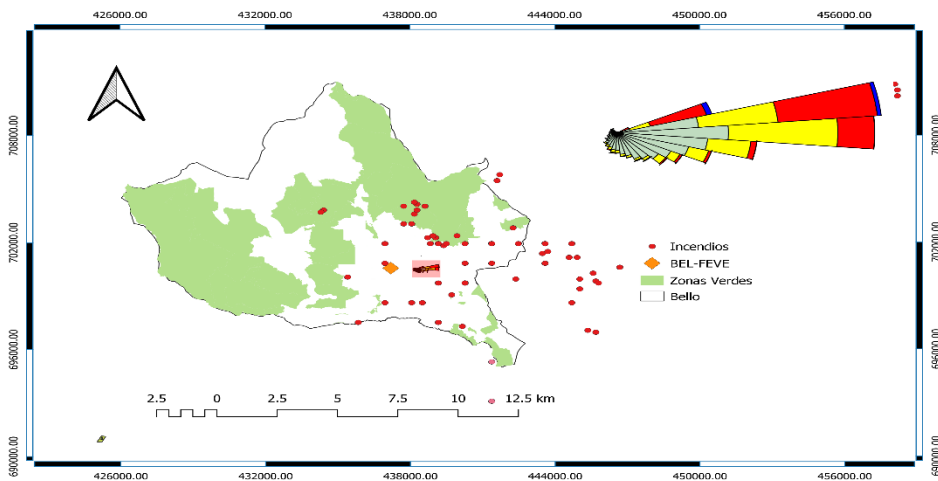 426000.00 432000.00 438000.00 444000.00 450000.00 456000.00
708000.00 708000.00
702000.00 702000.00
Incendios
BEL-FEVE
Zonas Verdes
Bello
696000.00 696000.00
2.5 0 2.5 5 7.5 10 12.5 km
690000.00 690000.00
426000.00 432000.00 438000.00 444000.00 450000.00 456000.00